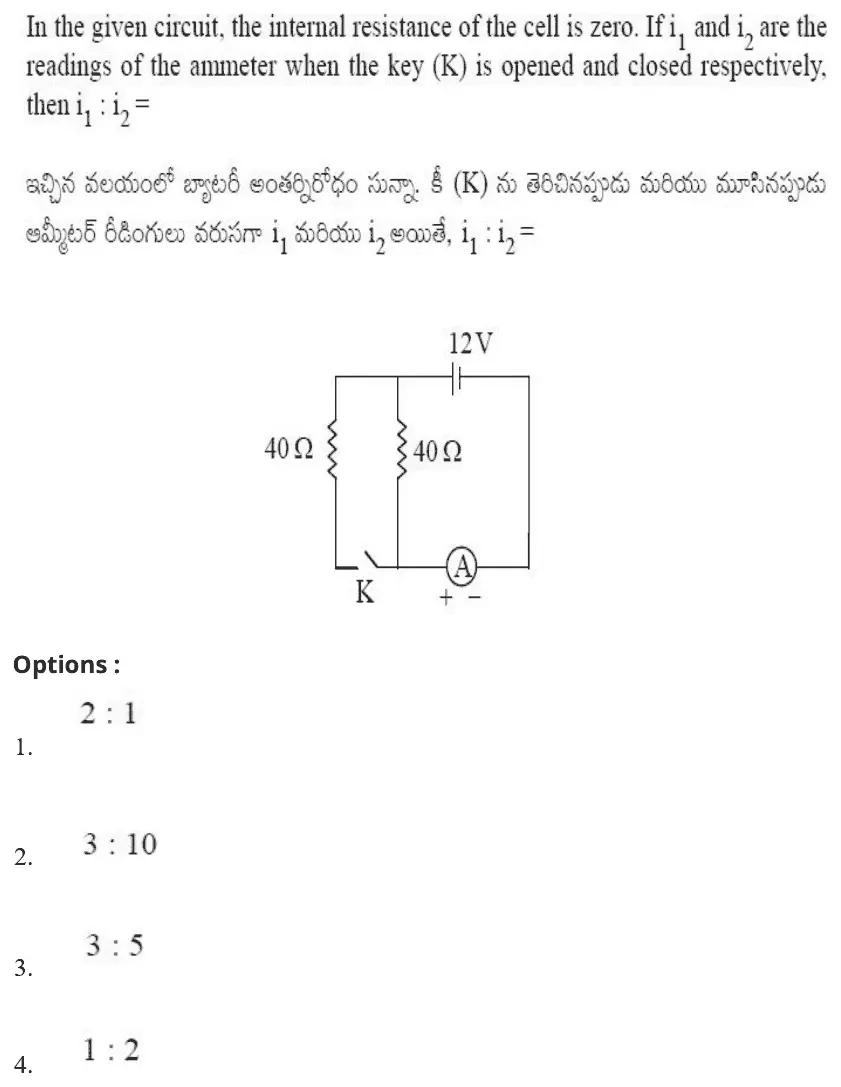 In the given circuit, the internal resistance of the cell is zero. If i₁ and i₂ are the
readings of the ammeter when the key (K) is opened and closed respectively,
then i₁ : i₂ =
ఇచ్చిన వలయంలో బ్యాటరీ అంతర్నిరోధం సున్నా. కీ (K) ను తెరిచినప్పుడు మరియు మూసినప్పుడు
ఆమ్మీటర్ రీడింగులు వరుసగా i₁ మరియు i₂ అయితే, i₁ : i₂ =
12V
40 Ω
40 Ω
A
K
+ −
Options :
2 : 1
1.
3 : 10
2.
3 : 5
3.
1 : 2
4.